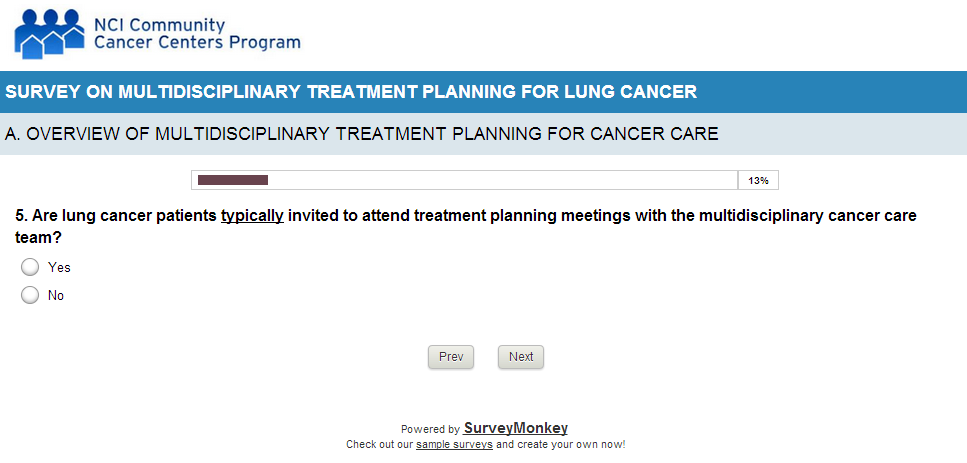 NCI Community
Cancer Centers Program
SURVEY ON MULTIDISCIPLINARY TREATMENT PLANNING FOR LUNG CANCER
A. OVERVIEW OF MULTIDISCIPLINARY TREATMENT PLANNING FOR CANCER CARE
13%
5. Are lung cancer patients typically invited to attend treatment planning meetings with the multidisciplinary cancer care
team?
Yes
No
Prev Next
Powered by SurveyMonkey
Check out our sample surveys and create your own now!